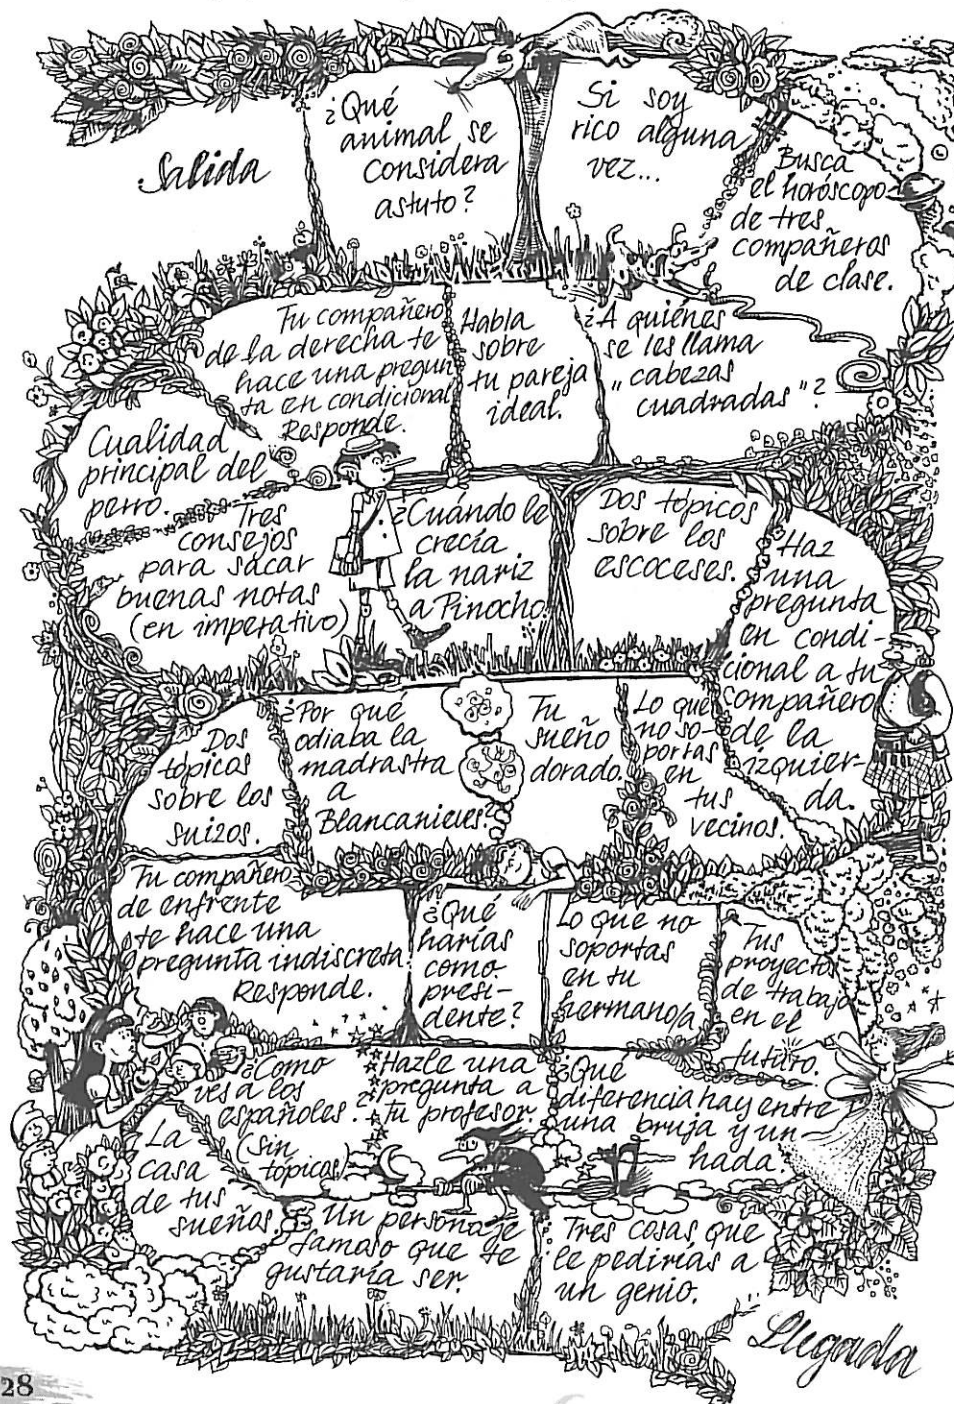 Salida
¿Qué
animal se
considera
astuto?
Si soy
rico alguna
vez...
Busca
el horóscopo
de tres
compañeros
de clase.
¿A quiénes
se les llama
"cabezas
cuadradas"?
Habla
sobre
tu pareja
ideal.
Tu compañero
de la derecha te
hace una pregun
ta en condicional
Responde.
Cualidad
principal del
perro.
Tres
consejos
para sacar
buenas notas
(en imperativo)
¿Cuándo le
crecía
la nariz
a Pinocho?
Dos tópicos
sobre los
escoceses.
Haz
una
pregunta
en condi-
cional a tu
compañero
de la
izquier-
da.
Lo que
no so-
portas
en
tus
vecinos.
Tu
sueño
dorado.
¿Por qué
odiaba la
madrastra
a
Blancanieves?
Dos
tópicos
sobre los
suizos.
Tu compañero
de enfrente
te hace una
pregunta indiscreta.
Responde.
¿Qué
harías
como
presi-
dente?
Lo que no
soportas
en tu
hermano/a
Tus
proyectos
de trabajo
en el
futuro.
¿Qué
diferencia hay entre
una bruja y un
hada?
Hazle una
pregunta a
tu profesor.
¿Como
ves a los
españoles?
(Sin
tópicos)
La
casa
de tus
sueños.
Un personaje
famoso que te
gustaría ser.
Tres cosas que
le pedirías a
un genio.
Llegada
28